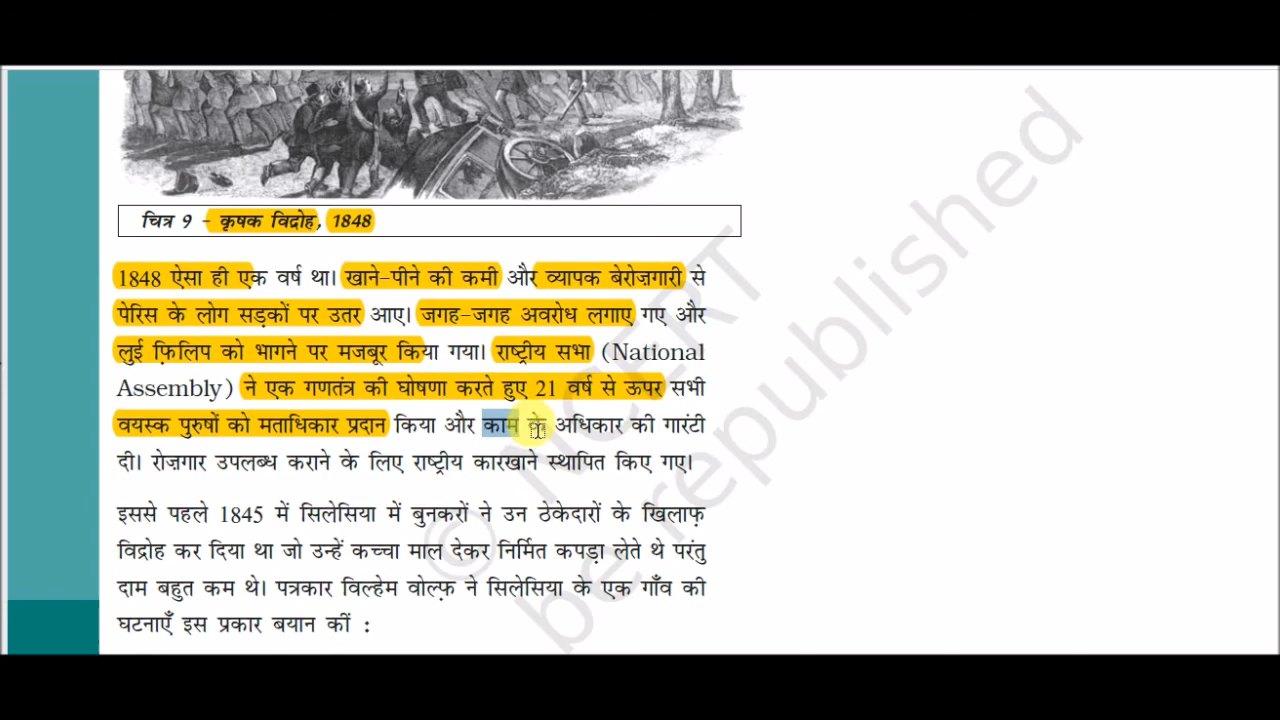 चित्र 9 – कृषक विद्रोह, 1848
1848 ऐसा ही एक वर्ष था। खाने-पीने की कमी और व्यापक बेरोज़गारी से
पेरिस के लोग सड़कों पर उतर आए। जगह-जगह अवरोध लगाए गए और
लुई फ़िलिप को भागने पर मजबूर किया गया। राष्ट्रीय सभा (National
Assembly) ने एक गणतंत्र की घोषणा करते हुए 21 वर्ष से ऊपर सभी
वयस्क पुरुषों को मताधिकार प्रदान किया और काम के अधिकार की गारंटी
दी। रोज़गार उपलब्ध कराने के लिए राष्ट्रीय कारखाने स्थापित किए गए।
इससे पहले 1845 में सिलेसिया में बुनकरों ने उन ठेकेदारों के खिलाफ़
विद्रोह कर दिया था जो उन्हें कच्चा माल देकर निर्मित कपड़ा लेते थे परंतु
दाम बहुत कम थे। पत्रकार विल्हेम वोल्फ़ ने सिलेसिया के एक गाँव की
घटनाएँ इस प्रकार बयान कीं :
© NCERT
be republished